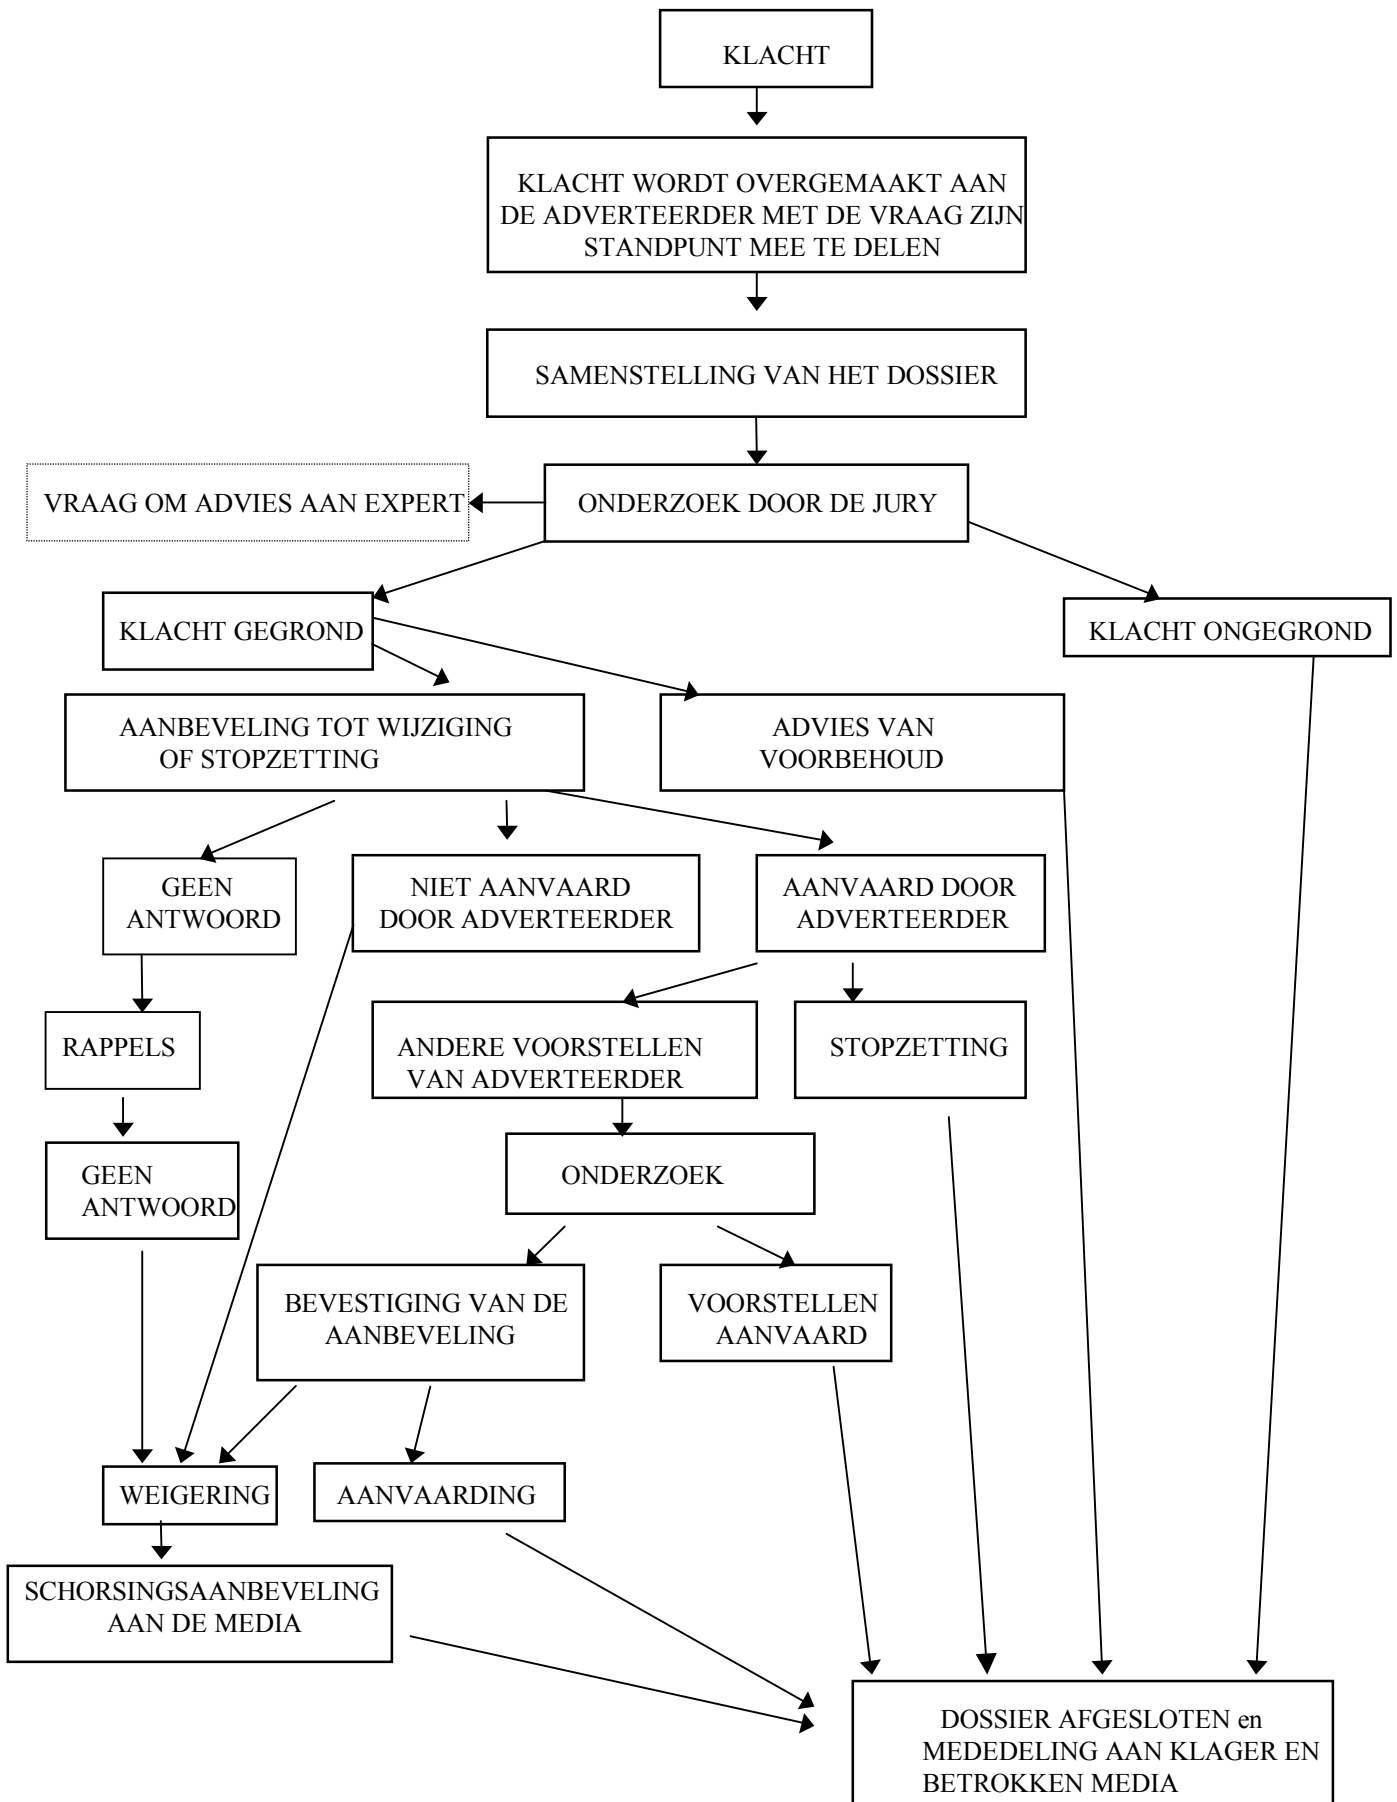 KLACHT
KLACHT WORDT OVERGEMAAKT AAN
DE ADVERTEERDER MET DE VRAAG ZIJN
STANDPUNT MEE TE DELEN
SAMENSTELLING VAN HET DOSSIER
VRAAG OM ADVIES AAN EXPERT
ONDERZOEK DOOR DE JURY
KLACHT GEGROND
KLACHT ONGEGROND
AANBEVELING TOT WIJZIGING
OF STOPZETTING
ADVIES VAN
VOORBEHOUD
GEEN
ANTWOORD
NIET AANVAARD
DOOR ADVERTEERDER
AANVAARD DOOR
ADVERTEERDER
RAPPELS
ANDERE VOORSTELLEN
VAN ADVERTEERDER
STOPZETTING
GEEN
ANTWOORD
ONDERZOEK
BEVESTIGING VAN DE
AANBEVELING
VOORSTELLEN
AANVAARD
WEIGERING
AANVAARDING
SCHORSINGSAANBEVELING
AAN DE MEDIA
DOSSIER AFGESLOTEN en
MEDEDELING AAN KLAGER EN
BETROKKEN MEDIA